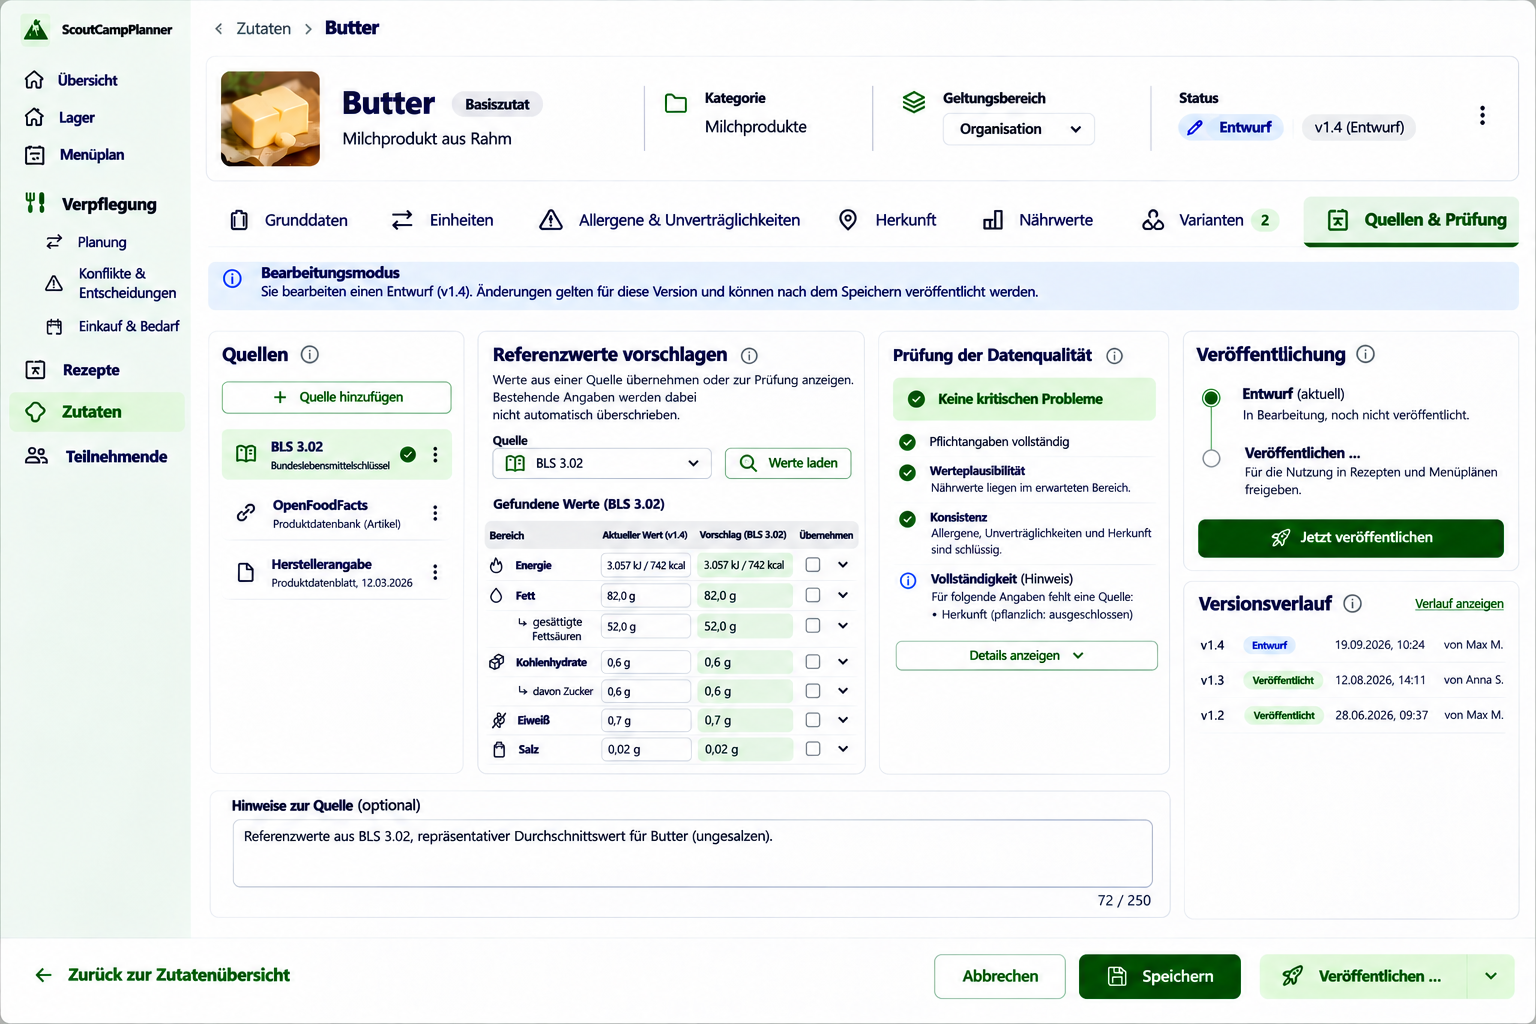 ScoutCampPlanner
Übersicht
Lager
Menüplan
Verpflegung
Planung
Konflikte &
Entscheidungen
Einkauf & Bedarf
Rezepte
Zutaten
Teilnehmende
Zutaten
Butter
Butter
Basiszutat
Milchprodukt aus Rahm
Kategorie
Milchprodukte
Geltungsbereich
Organisation
Status
Entwurf
v1.4 (Entwurf)
Grunddaten
Einheiten
Allergene & Unverträglichkeiten
Herkunft
Nährwerte
Varianten 2
Quellen & Prüfung
Bearbeitungsmodus
Sie bearbeiten einen Entwurf (v1.4). Änderungen gelten für diese Version und können nach dem Speichern veröffentlicht werden.
Quellen
Quelle hinzufügen
BLS 3.02
Bundeslebensmittelschlüssel
OpenFoodFacts
Produktdatenbank (Artikel)
Herstellerangabe
Produktdatenblatt, 12.03.2026
Referenzwerte vorschlagen
Werte aus einer Quelle übernehmen oder zur Prüfung anzeigen.
Bestehende Angaben werden dabei
nicht automatisch überschrieben.
Quelle
BLS 3.02
Werte laden
Gefundene Werte (BLS 3.02)
Bereich Aktueller Wert (v1.4) Vorschlag (BLS 3.02) Übernehmen
Energie 3.057 kJ / 742 kcal 3.057 kJ / 742 kcal
Fett 82,0 g 82,0 g
↳ gesättigte
Fettsäuren 52,0 g 52,0 g
Kohlenhydrate 0,6 g 0,6 g
↳ davon Zucker 0,6 g 0,6 g
Eiweiß 0,7 g 0,7 g
Salz 0,02 g 0,02 g
Prüfung der Datenqualität
Keine kritischen Probleme
Pflichtangaben vollständig
Werteplausibilität
Nährwerte liegen im erwarteten Bereich.
Konsistenz
Allergene, Unverträglichkeiten und Herkunft
sind schlüssig.
Vollständigkeit (Hinweis)
Für folgende Angaben fehlt eine Quelle:
• Herkunft (pflanzlich: ausgeschlossen)
Details anzeigen
Veröffentlichung
Entwurf (aktuell)
In Bearbeitung, noch nicht veröffentlicht.
Veröffentlichen ...
Für die Nutzung in Rezepten und Menüplänen
freigeben.
Jetzt veröffentlichen
Versionsverlauf
Verlauf anzeigen
v1.4 Entwurf 19.09.2026, 10:24 von Max M.
v1.3 Veröffentlicht 12.08.2026, 14:11 von Anna S.
v1.2 Veröffentlicht 28.06.2026, 09:37 von Max M.
Hinweise zur Quelle (optional)
Referenzwerte aus BLS 3.02, repräsentativer Durchschnittswert für Butter (ungesalzen).
72 / 250
Zurück zur Zutatenübersicht
Abbrechen
Speichern
Veröffentlichen ...